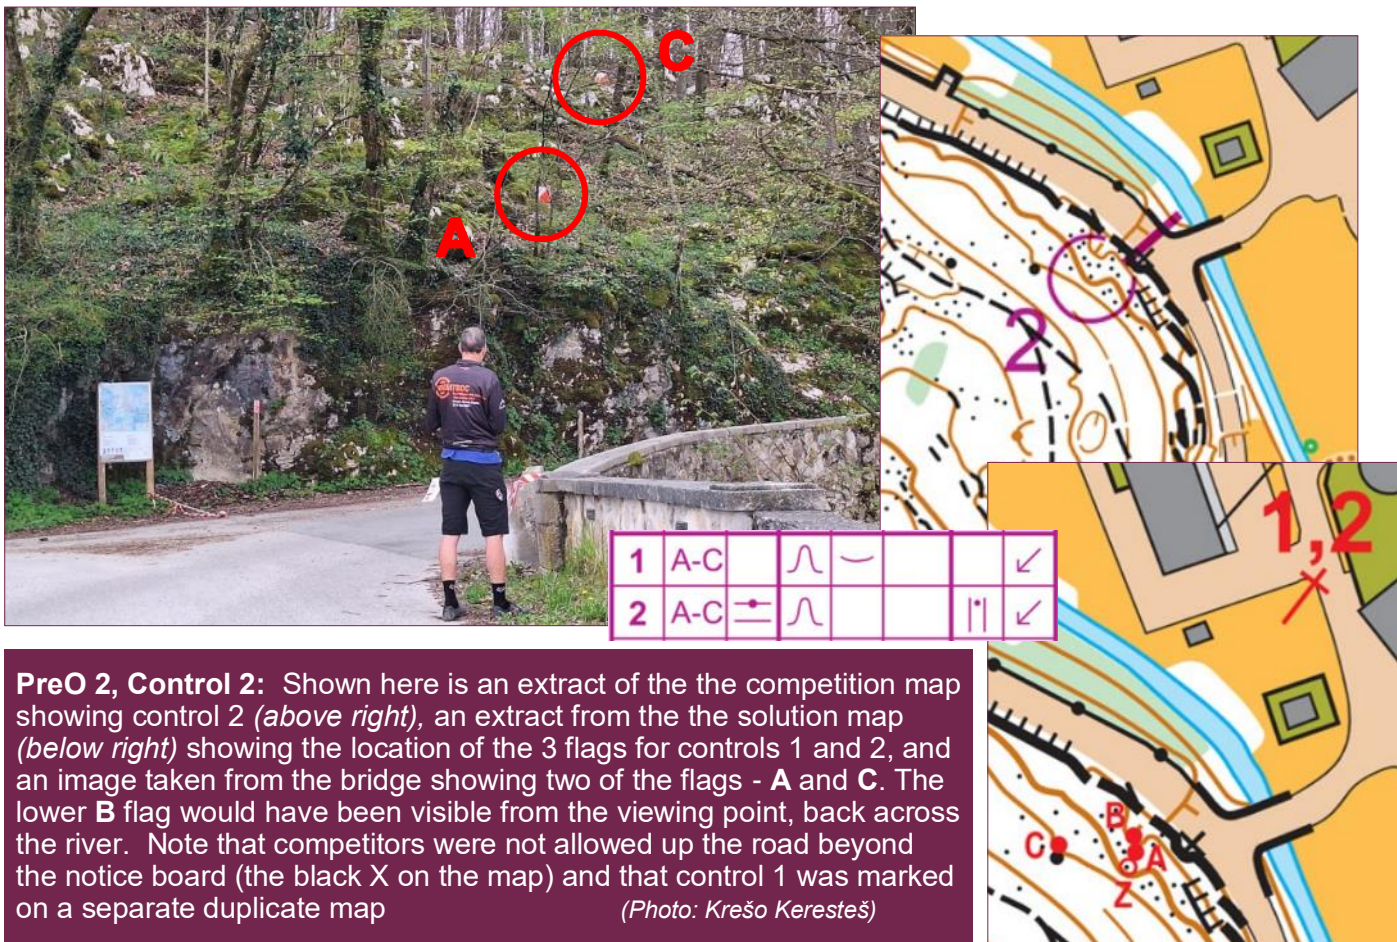 C
A
2
1 A-C
2 A-C
1,2
B
C
A
Z
PreO 2, Control 2: Shown here is an extract of the the competition map
showing control 2 (above right), an extract from the the solution map
(below right) showing the location of the 3 flags for controls 1 and 2, and
an image taken from the bridge showing two of the flags - A and C. The
lower B flag would have been visible from the viewing point, back across
the river. Note that competitors were not allowed up the road beyond
the notice board (the black X on the map) and that control 1 was marked
on a separate duplicate map (Photo: Krešo Keresteš)